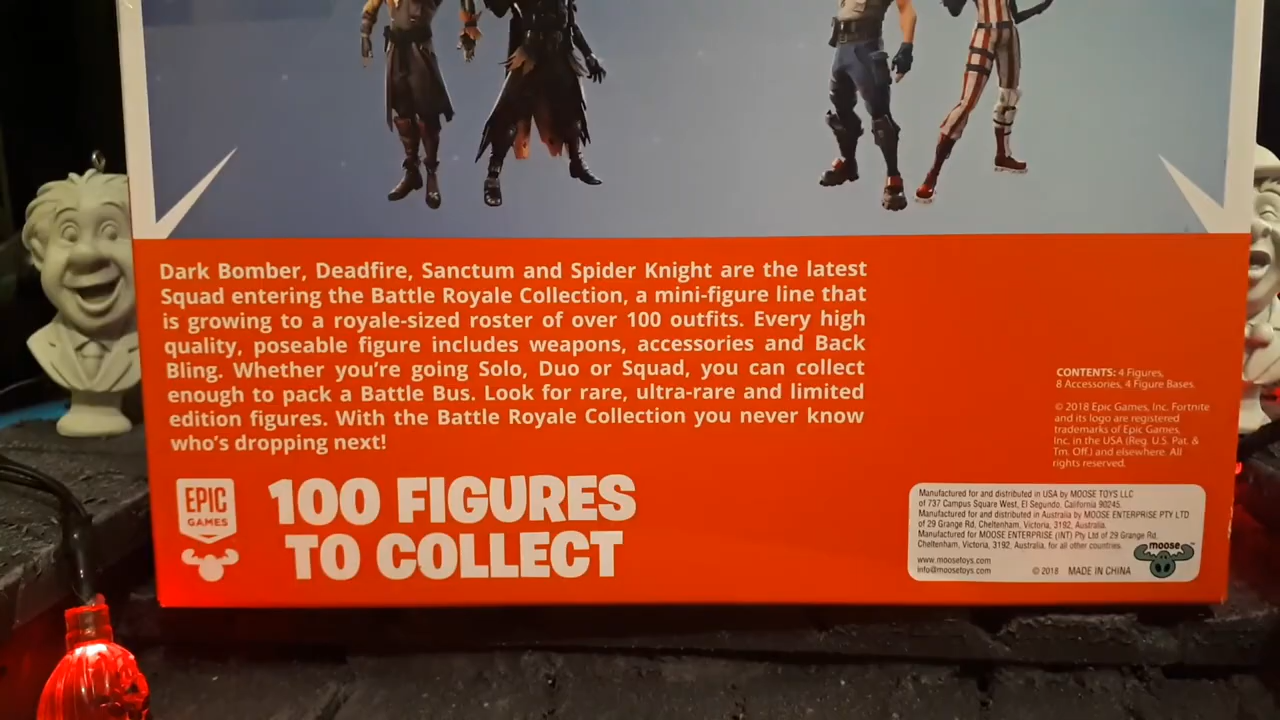 Dark Bomber, Deadfire, Sanctum and Spider Knight are the latest
Squad entering the Battle Royale Collection, a mini-figure line that
is growing to a royale-sized roster of over 100 outfits. Every high
quality, poseable figure includes weapons, accessories and Back
Bling. Whether you're going Solo, Duo or Squad, you can collect
enough to pack a Battle Bus. Look for rare, ultra-rare and limited
edition figures. With the Battle Royale Collection you never know
who's dropping next!
EPIC
GAMES
100 FIGURES
TO COLLECT
CONTENTS: 4 Figures,
8 Accessories, 4 Figure Bases.
© 2018 Epic Games, Inc. Fortnite
and its logo are registered
trademarks of Epic Games,
Inc. in the USA (Reg. U.S. Pat. &
Tm. Off.) and elsewhere. All
rights reserved.
Manufactured for and distributed in USA by MOOSE TOYS LLC
of 737 Campus Square West, El Segundo, California 90245.
Manufactured for and distributed in Australia by MOOSE ENTERPRISE PTY LTD
of 29 Grange Rd, Cheltenham, Victoria, 3192, Australia.
Manufactured for MOOSE ENTERPRISE (INT) Pty Ltd of 29 Grange Rd,
Cheltenham, Victoria, 3192, Australia, for all other countries.
www.moosetoys.com
info@moosetoys.com
© 2018 MADE IN CHINA
moose™